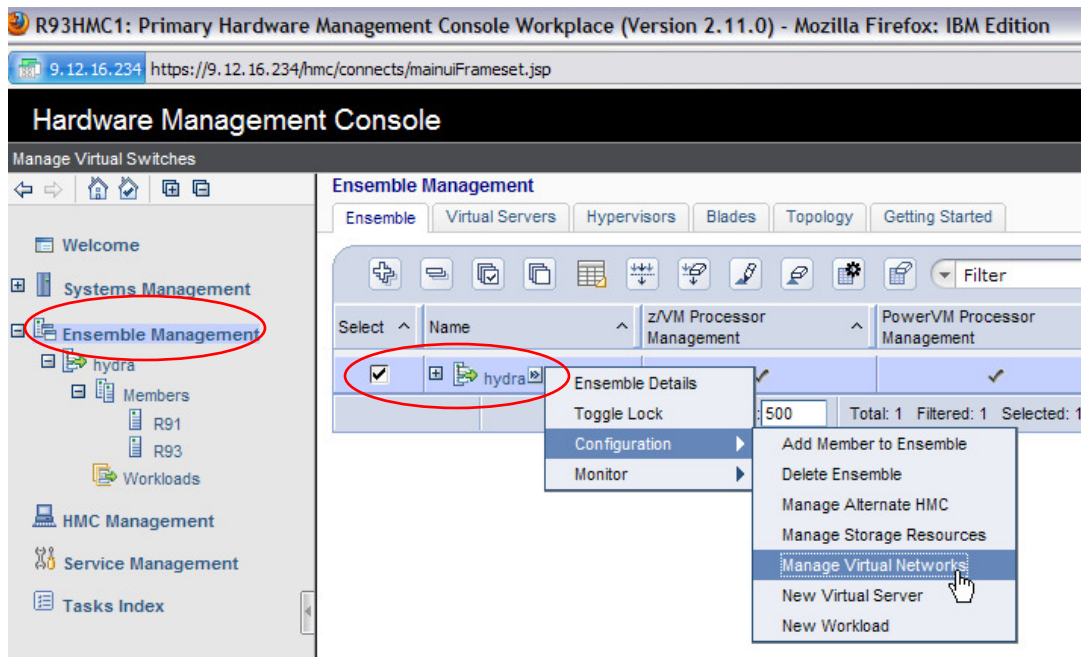 R93HMC1: Primary Hardware Management Console Workplace (Version 2.11.0) - Mozilla Firefox: IBM Edition
9.12.16.234 https://9.12.16.234/hmc/connects/mainuiFrameset.jsp
Hardware Management Console
Manage Virtual Switches
Welcome
Systems Management
Ensemble Management
hydra
Members
R91
R93
Workloads
HMC Management
Service Management
Tasks Index
Ensemble Management
Ensemble Virtual Servers Hypervisors Blades Topology Getting Started
Filter
Select Name z/VM Processor Management PowerVM Processor Management
hydra
500 Total: 1 Filtered: 1 Selected: 1
Ensemble Details
Toggle Lock
Configuration
Monitor
Add Member to Ensemble
Delete Ensemble
Manage Alternate HMC
Manage Storage Resources
Manage Virtual Networks
New Virtual Server
New Workload